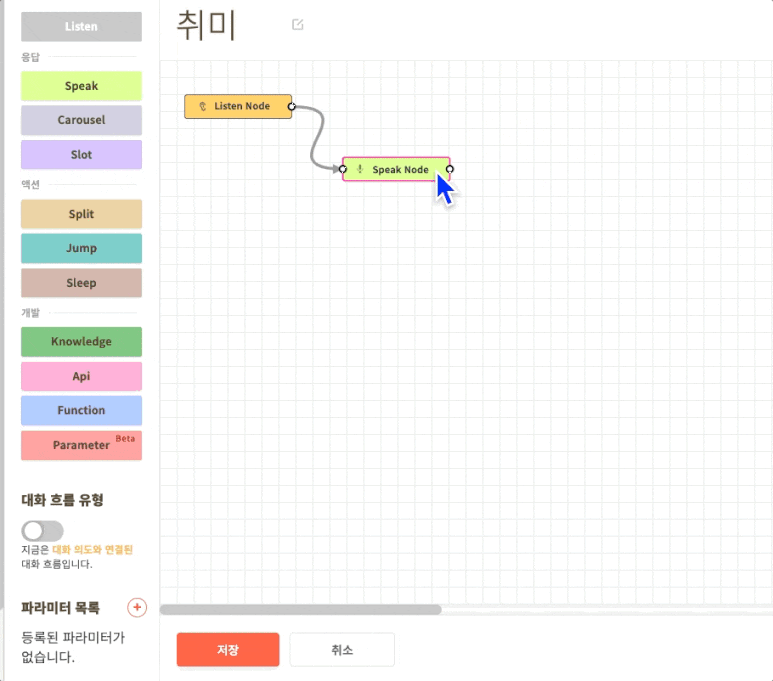 Listen
취미
응답
Speak
Carousel
Slot
액션
Split
Jump
Sleep
개발
Knowledge
Api
Function
Parameter Beta
대화 흐름 유형
지금은 대화 의도와 연결된
대화 흐름입니다.
파라미터 목록
등록된 파라미터가
없습니다.
Listen Node
Speak Node
저장
취소